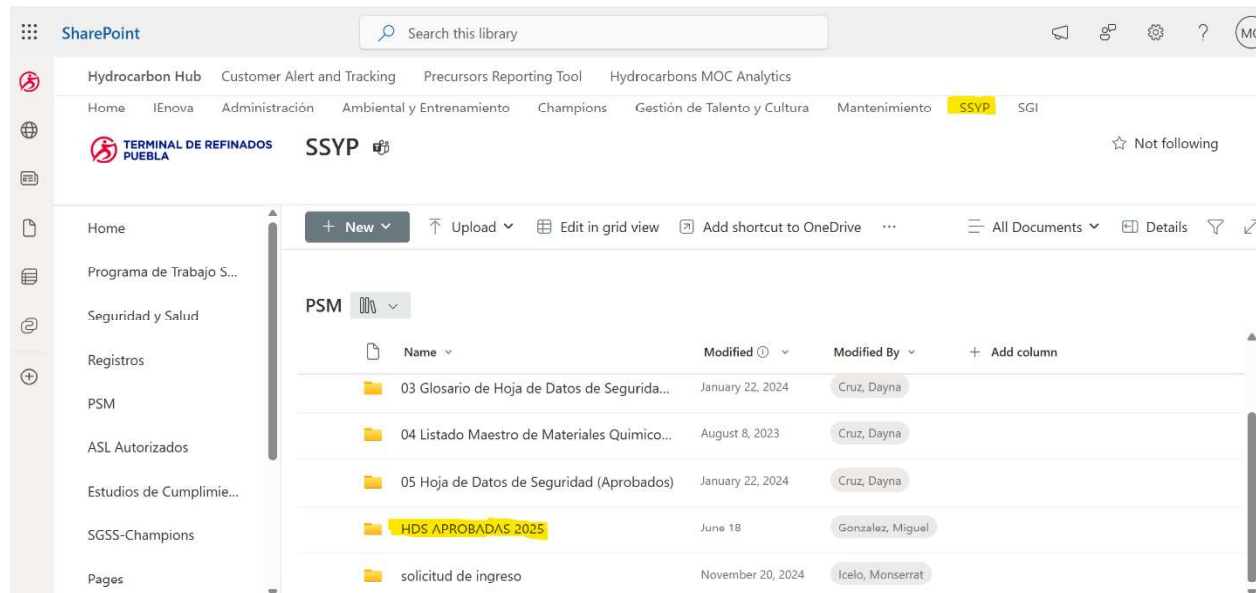 SharePoint
Search this library
MG
Hydrocarbon Hub Customer Alert and Tracking Precursors Reporting Tool Hydrocarbons MOC Analytics
Home IEnova Administración Ambiental y Entrenamiento Champions Gestión de Talento y Cultura Mantenimiento SSYP SGI
TERMINAL DE REFINADOS
PUEBLA
SSYP
Not following
Home
Programa de Trabajo S...
Seguridad y Salud
Registros
PSM
ASL Autorizados
Estudios de Cumplimie...
SGSS-Champions
Pages
+ New Upload Edit in grid view Add shortcut to OneDrive ... All Documents Details
PSM
Name Modified Modified By + Add column
03 Glosario de Hoja de Datos de Segurida... January 22, 2024 Cruz, Dayna
04 Listado Maestro de Materiales Quimico... August 8, 2023 Cruz, Dayna
05 Hoja de Datos de Seguridad (Aprobados) January 22, 2024 Cruz, Dayna
HDS APROBADAS 2025 June 18 Gonzalez, Miguel
solicitud de ingreso November 20, 2024 Icelo, Monserrat